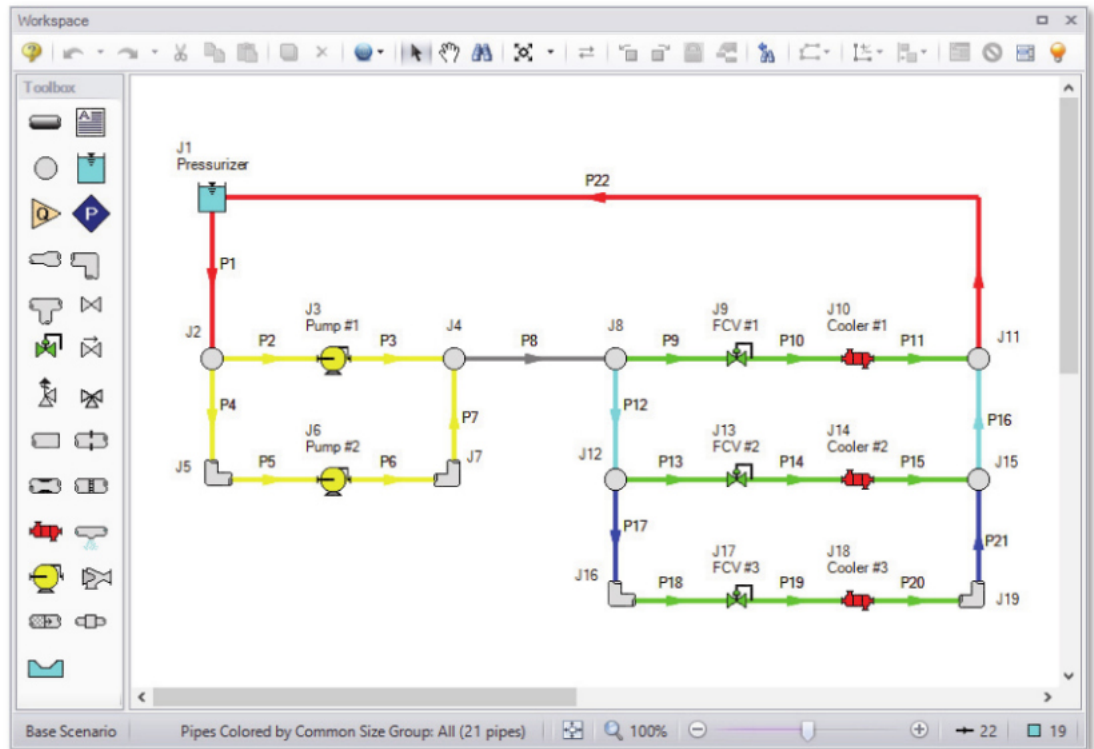 Workspace
Toolbox
A
Q
P
J1
Pressurizer
P22
P1
J2
P2
J3
Pump #1
P3
J4
P8
J8
P9
J9
FCV #1
P10
J10
Cooler #1
P11
J11
P4
P7
P12
P16
J5
P5
J6
Pump #2
P6
J7
J12
P13
J13
FCV #2
P14
J14
Cooler #2
P15
J15
P17
P21
J16
P18
J17
FCV #3
P19
J18
Cooler #3
P20
J19
Base Scenario
Pipes Colored by Common Size Group: All (21 pipes)
100%
22
19